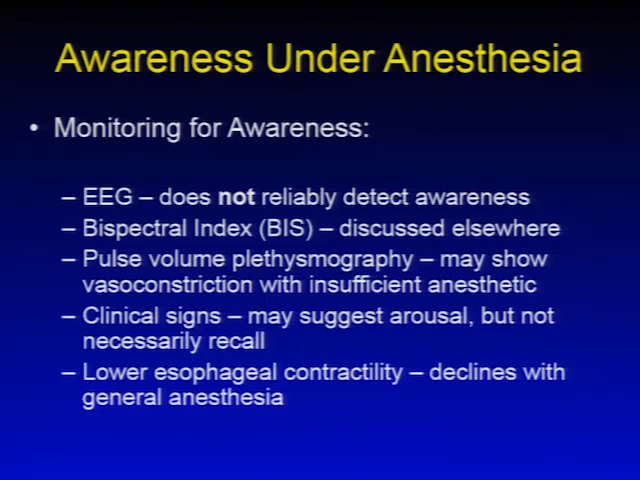 Awareness Under Anesthesia
• Monitoring for Awareness:
– EEG – does not reliably detect awareness
– Bispectral Index (BIS) – discussed elsewhere
– Pulse volume plethysmography – may show
vasoconstriction with insufficient anesthetic
– Clinical signs – may suggest arousal, but not
necessarily recall
– Lower esophageal contractility – declines with
general anesthesia